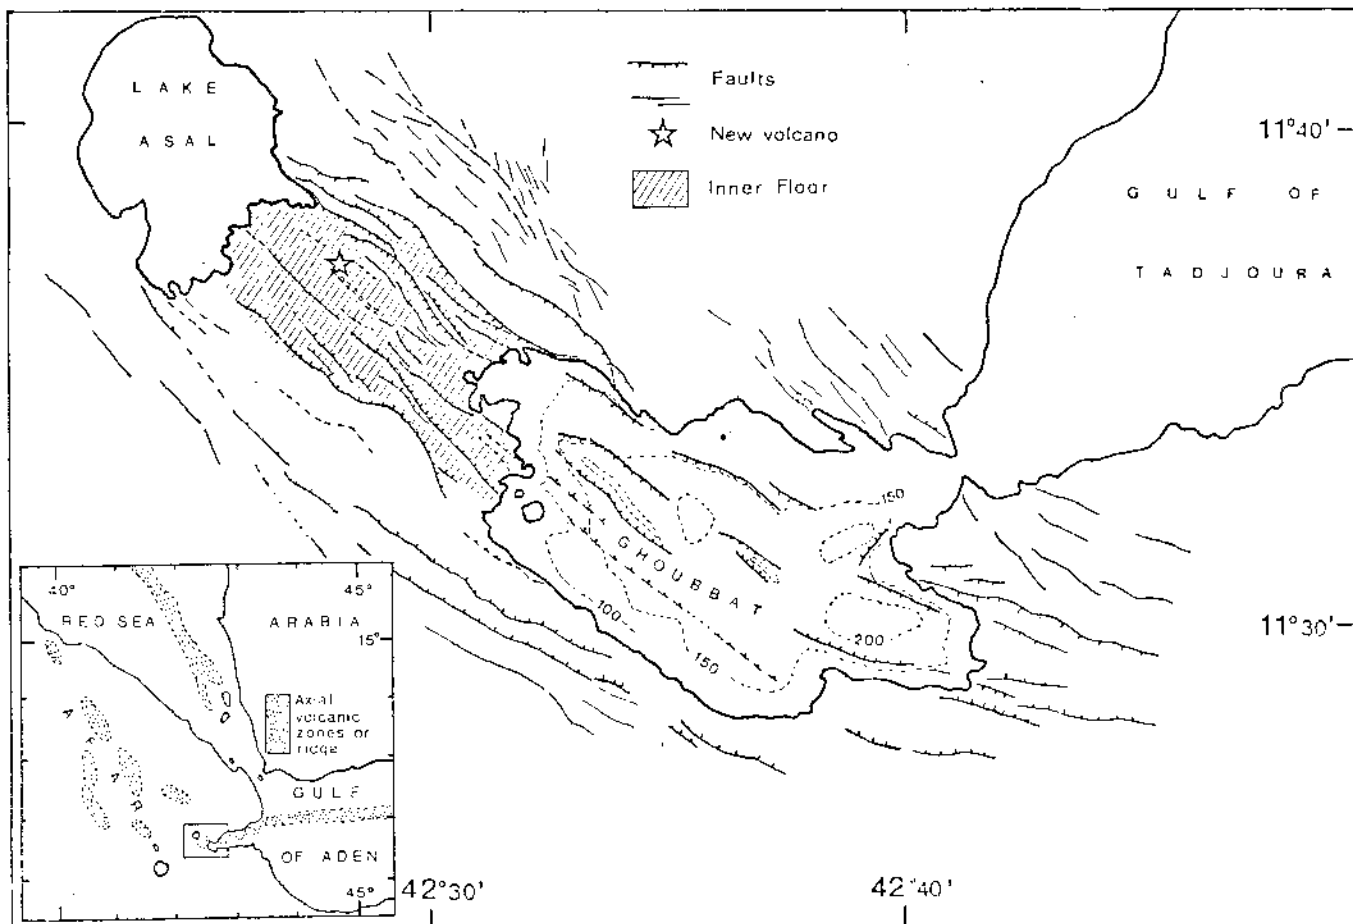 LAKE
ASAL
Faults
New volcano
Inner Floor
11°40'
GULF OF
TADJOURA
150
GHOUBBAT
100
150
200
11°30'
40°
45°
RED SEA
ARABIA
15°
Axial
volcanic
zones or
ridge
A
F
A
R
GULF
OF ADEN
45°
42°30'
42°40'